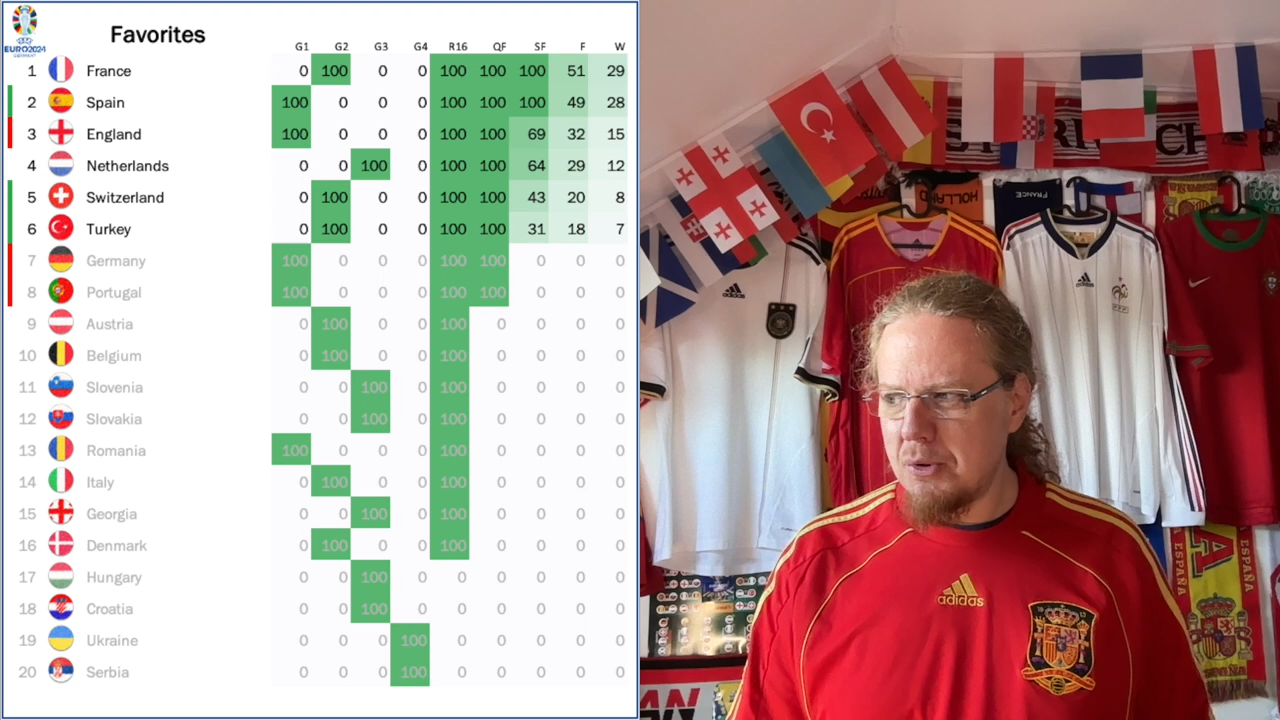 EURO2024
GERMANY
Favorites
G1 G2 G3 G4 R16 QF SF F W
1 France 0 100 0 0 100 100 100 51 29
2 Spain 100 0 0 0 100 100 100 49 28
3 England 100 0 0 0 100 100 69 32 15
4 Netherlands 0 0 100 0 100 100 64 29 12
5 Switzerland 0 100 0 0 100 100 43 20 8
6 Turkey 0 100 0 0 100 100 31 18 7
7 Germany 100 0 0 0 100 100 0 0 0
8 Portugal 100 0 0 0 100 100 0 0 0
9 Austria 0 100 0 0 100 0 0 0 0
10 Belgium 0 100 0 0 100 0 0 0 0
11 Slovenia 0 0 100 0 100 0 0 0 0
12 Slovakia 0 0 100 0 100 0 0 0 0
13 Romania 100 0 0 0 100 0 0 0 0
14 Italy 0 100 0 0 100 0 0 0 0
15 Georgia 0 0 100 0 100 0 0 0 0
16 Denmark 0 100 0 0 100 0 0 0 0
17 Hungary 0 0 100 0 0 0 0 0 0
18 Croatia 0 0 100 0 0 0 0 0 0
19 Ukraine 0 0 0 100 0 0 0 0 0
20 Serbia 0 0 0 100 0 0 0 0 0
HOLLAND
FRANCE
adidas
ESPAÑA
ESPAÑA